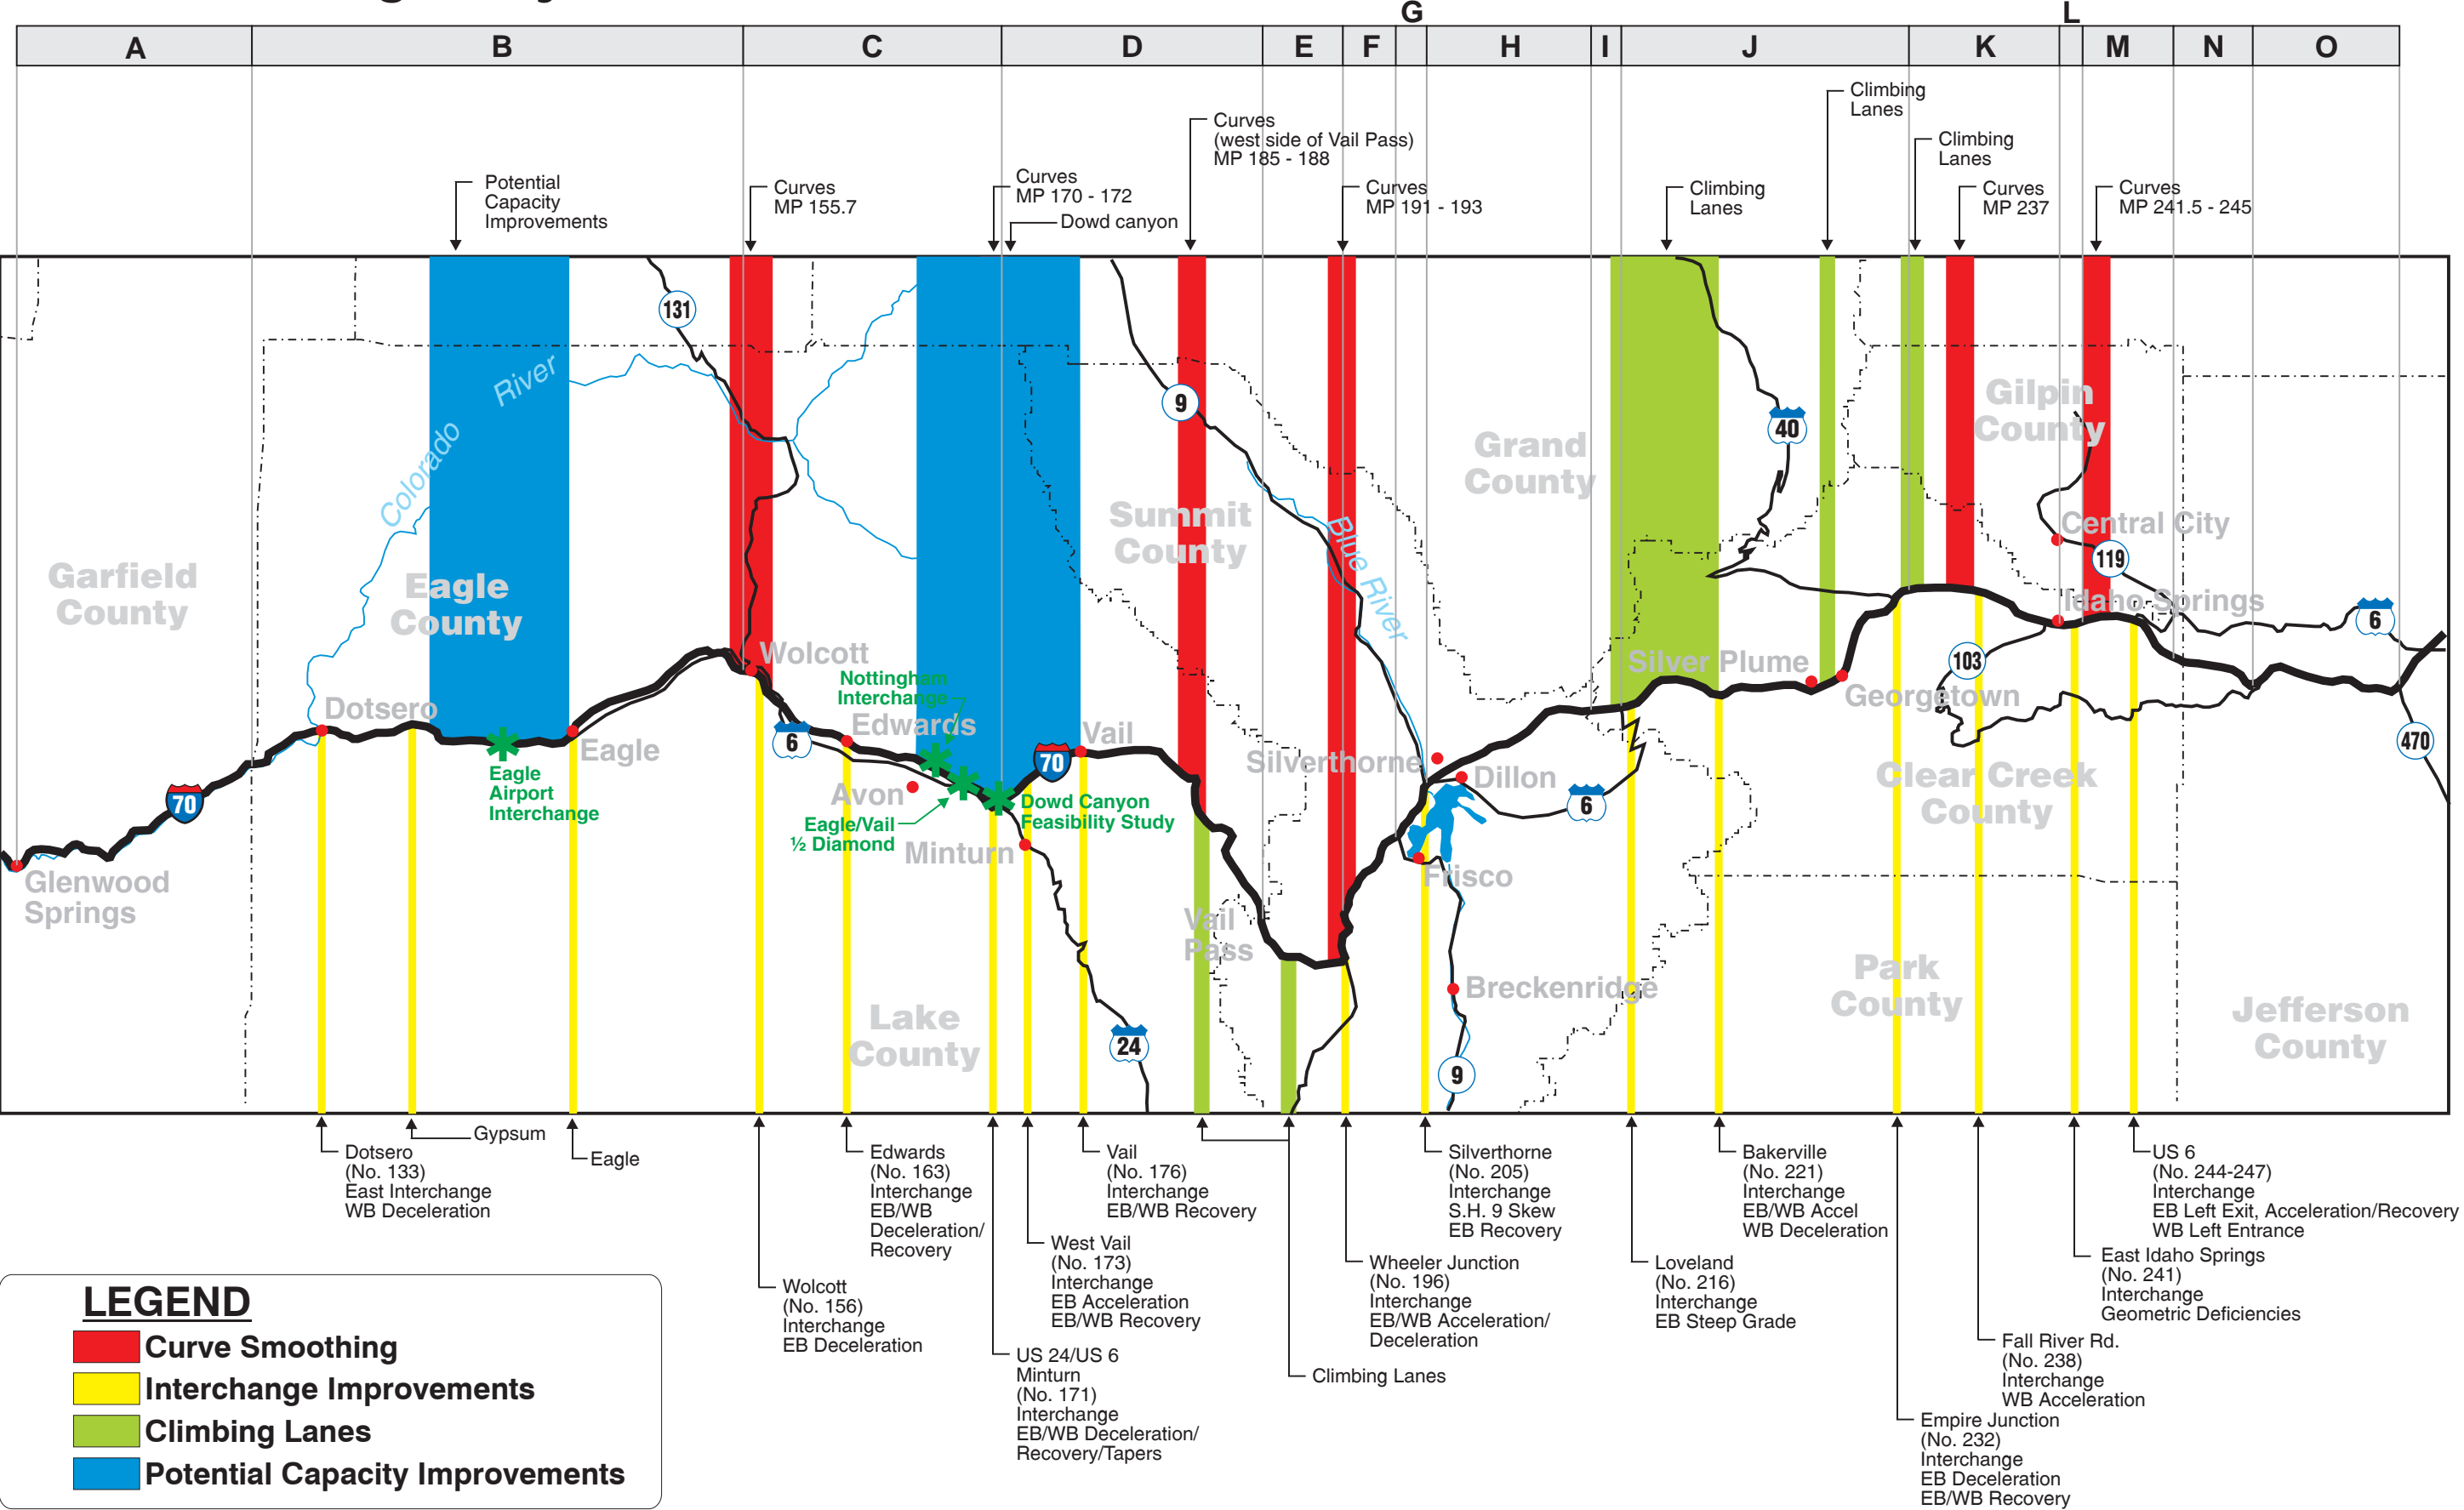 G
L
A
B
C
D
E
F
H
I
J
K
M
N
O
Climbing
Lanes
Curves
(west side of Vail Pass)
MP 185 - 188
Climbing
Lanes
Potential
Capacity
Improvements
Curves
MP 155.7
Curves
MP 170 - 172
Dowd canyon
Curves
MP 191 - 193
Climbing
Lanes
Curves
MP 237
Curves
MP 241.5 - 245
131
River
9
40
Gilpin
County
Grand
County
Colorado
Summit
County
Blue River
Central City
119
Garfield
County
Eagle
County
Idaho Springs
6
Wolcott
103
Silver Plume
Georgetown
Nottingham
Interchange
Dotsero
Edwards
6
Vail
70
Eagle
Silverthorne
Dillon
470
Eagle
Airport
Interchange
70
Avon
Dowd Canyon
Feasibility Study
6
Clear Creek
County
Eagle/Vail
½ Diamond
Minturn
Glenwood
Springs
Frisco
Vail
Pass
Breckenridge
Park
County
Lake
County
Jefferson
County
24
9
Gypsum
Dotsero
(No. 133)
East Interchange
WB Deceleration
Eagle
Edwards
(No. 163)
Interchange
EB/WB
Deceleration/
Recovery
Vail
(No. 176)
Interchange
EB/WB Recovery
Silverthorne
(No. 205)
Interchange
S.H. 9 Skew
EB Recovery
Bakerville
(No. 221)
Interchange
EB/WB Accel
WB Deceleration
US 6
(No. 244-247)
Interchange
EB Left Exit, Acceleration/Recovery
WB Left Entrance
West Vail
(No. 173)
Interchange
EB Acceleration
EB/WB Recovery
Wolcott
(No. 156)
Interchange
EB Deceleration
Wheeler Junction
(No. 196)
Interchange
EB/WB Acceleration/
Deceleration
Loveland
(No. 216)
Interchange
EB Steep Grade
East Idaho Springs
(No. 241)
Interchange
Geometric Deficiencies
US 24/US 6
Minturn
(No. 171)
Interchange
EB/WB Deceleration/
Recovery/Tapers
Climbing Lanes
Fall River Rd.
(No. 238)
Interchange
WB Acceleration
Empire Junction
(No. 232)
Interchange
EB Deceleration
EB/WB Recovery
LEGEND
Curve Smoothing
Interchange Improvements
Climbing Lanes
Potential Capacity Improvements